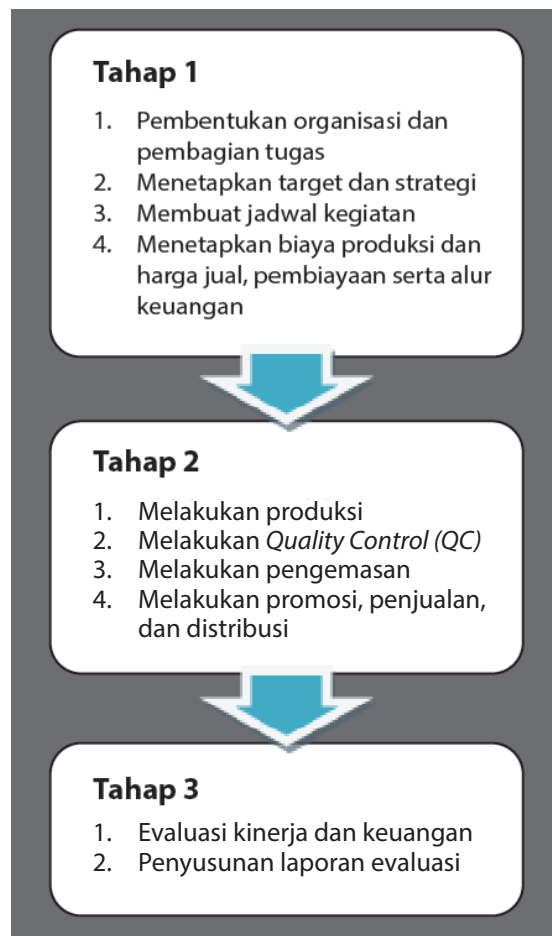 Tahap 1
1. Pembentukan organisasi dan
pembagian tugas
2. Menetapkan target dan strategi
3. Membuat jadwal kegiatan
4. Menetapkan biaya produksi dan
harga jual, pembiayaan serta alur
keuangan
Tahap 2
1. Melakukan produksi
2. Melakukan Quality Control (QC)
3. Melakukan pengemasan
4. Melakukan promosi, penjualan,
dan distribusi
Tahap 3
1. Evaluasi kinerja dan keuangan
2. Penyusunan laporan evaluasi